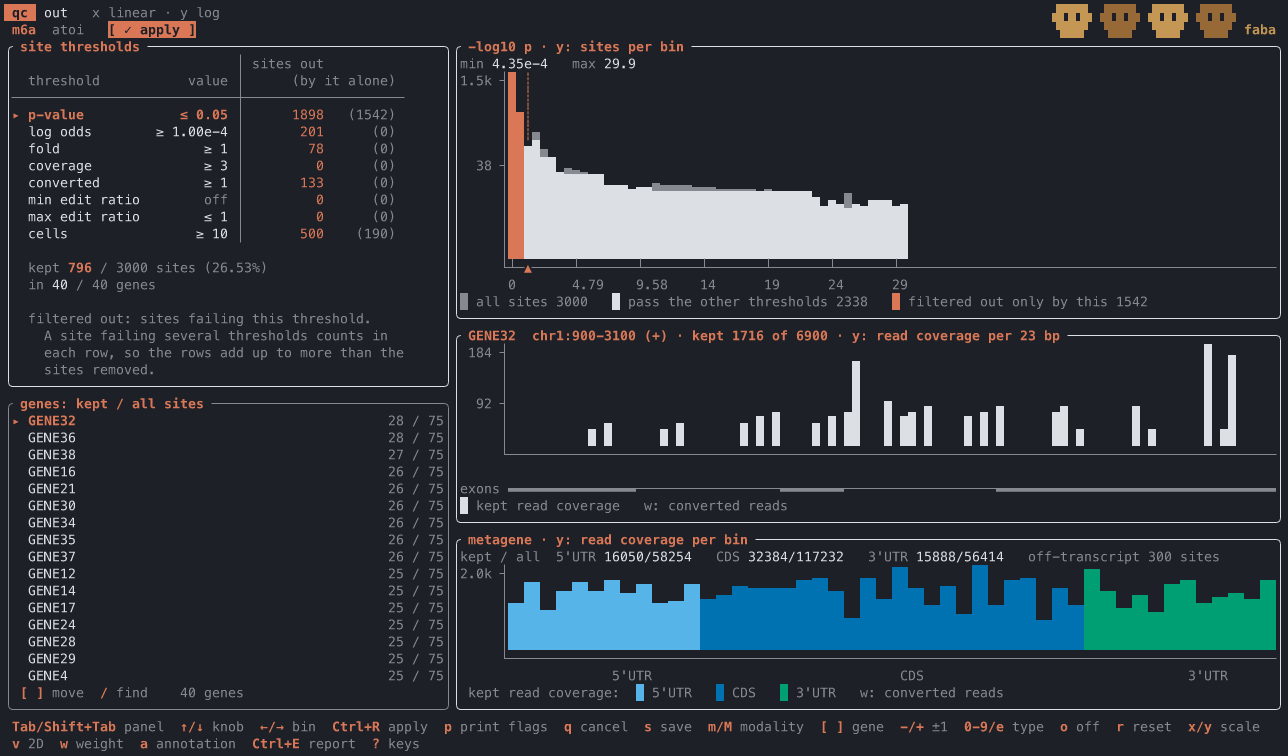 qc out x linear · y log
m6a atoi [ ✓ apply ]
faba
site thresholds
sites out
threshold value (by it alone)
▸ p-value ≤ 0.05 1898 (1542)
log odds ≥ 1.00e-4 201 (0)
fold ≥ 1 78 (0)
coverage ≥ 3 0 (0)
converted ≥ 1 133 (0)
min edit ratio off 0 (0)
max edit ratio ≤ 1 0 (0)
cells ≥ 10 500 (190)
kept 796 / 3000 sites (26.53%)
in 40 / 40 genes
filtered out: sites failing this threshold.
A site failing several thresholds counts in
each row, so the rows add up to more than the
sites removed.
genes: kept / all sites
▸ GENE32 28 / 75
GENE36 28 / 75
GENE38 27 / 75
GENE16 26 / 75
GENE21 26 / 75
GENE30 26 / 75
GENE34 26 / 75
GENE35 26 / 75
GENE37 26 / 75
GENE12 25 / 75
GENE14 25 / 75
GENE17 25 / 75
GENE24 25 / 75
GENE28 25 / 75
GENE29 25 / 75
GENE4 25 / 75
[ ] move / find 40 genes
-log10 p · y: sites per bin
min 4.35e-4 max 29.9
1.5k
38
0 4.79 9.58 14 19 24 29
all sites 3000 pass the other thresholds 2338 filtered out only by this 1542
GENE32 chr1:900-3100 (+) · kept 1716 of 6900 · y: read coverage per 23 bp
184
92
exons
kept read coverage w: converted reads
metagene · y: read coverage per bin
kept / all 5'UTR 16050/58254 CDS 32384/117232 3'UTR 15888/56414 off-transcript 300 sites
2.0k
5'UTR CDS 3'UTR
kept read coverage: 5'UTR CDS 3'UTR w: converted reads
Tab/Shift+Tab panel ↑/↓ knob ←/→ bin Ctrl+R apply p print flags q cancel s save m/M modality [ ] gene -/+ ±1 0-9/e type o off r reset x/y scale
v 2D w weight a annotation Ctrl+E report ? keys